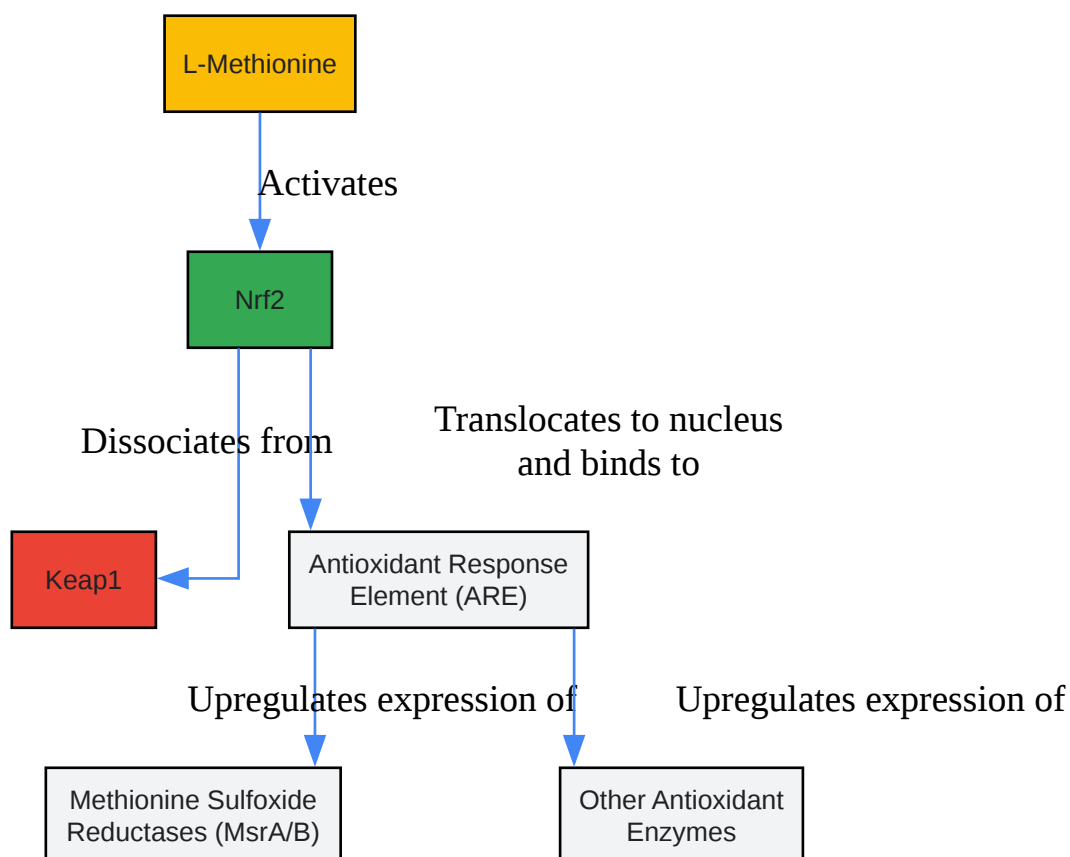 L-Methionine
Activates
Nrf2
Dissociates from
Translocates to nucleus
and binds to
Keap1
Antioxidant Response
Element (ARE)
Upregulates expression of
Upregulates expression of
Methionine Sulfoxide
Reductases (MsrA/B)
Other Antioxidant
Enzymes